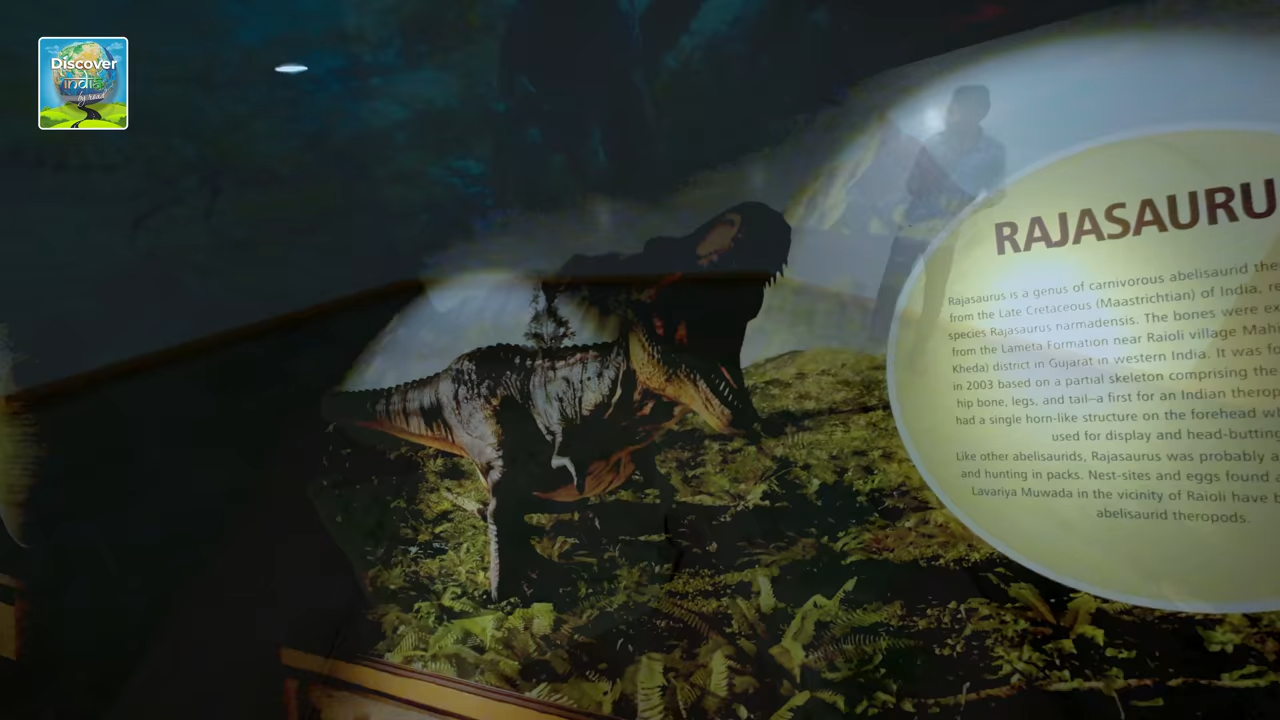 Discover
India
by road
RAJASAURU
Rajasaurus is a genus of carnivorous abelisaurid the
from the Late Cretaceous (Maastrichtian) of India, re
species Rajasaurus narmadensis. The bones were ex
from the Lameta Formation near Raioli village Mah
Kheda) district in Gujarat in western India. It was fo
in 2003 based on a partial skeleton comprising the
hip bone, legs, and tail—a first for an Indian therop
had a single horn-like structure on the forehead wh
used for display and head-butting
Like other abelisaurids, Rajasaurus was probably a
and hunting in packs. Nest-sites and eggs found a
Lavariya Muwada in the vicinity of Raioli have b
abelisaurid theropods.